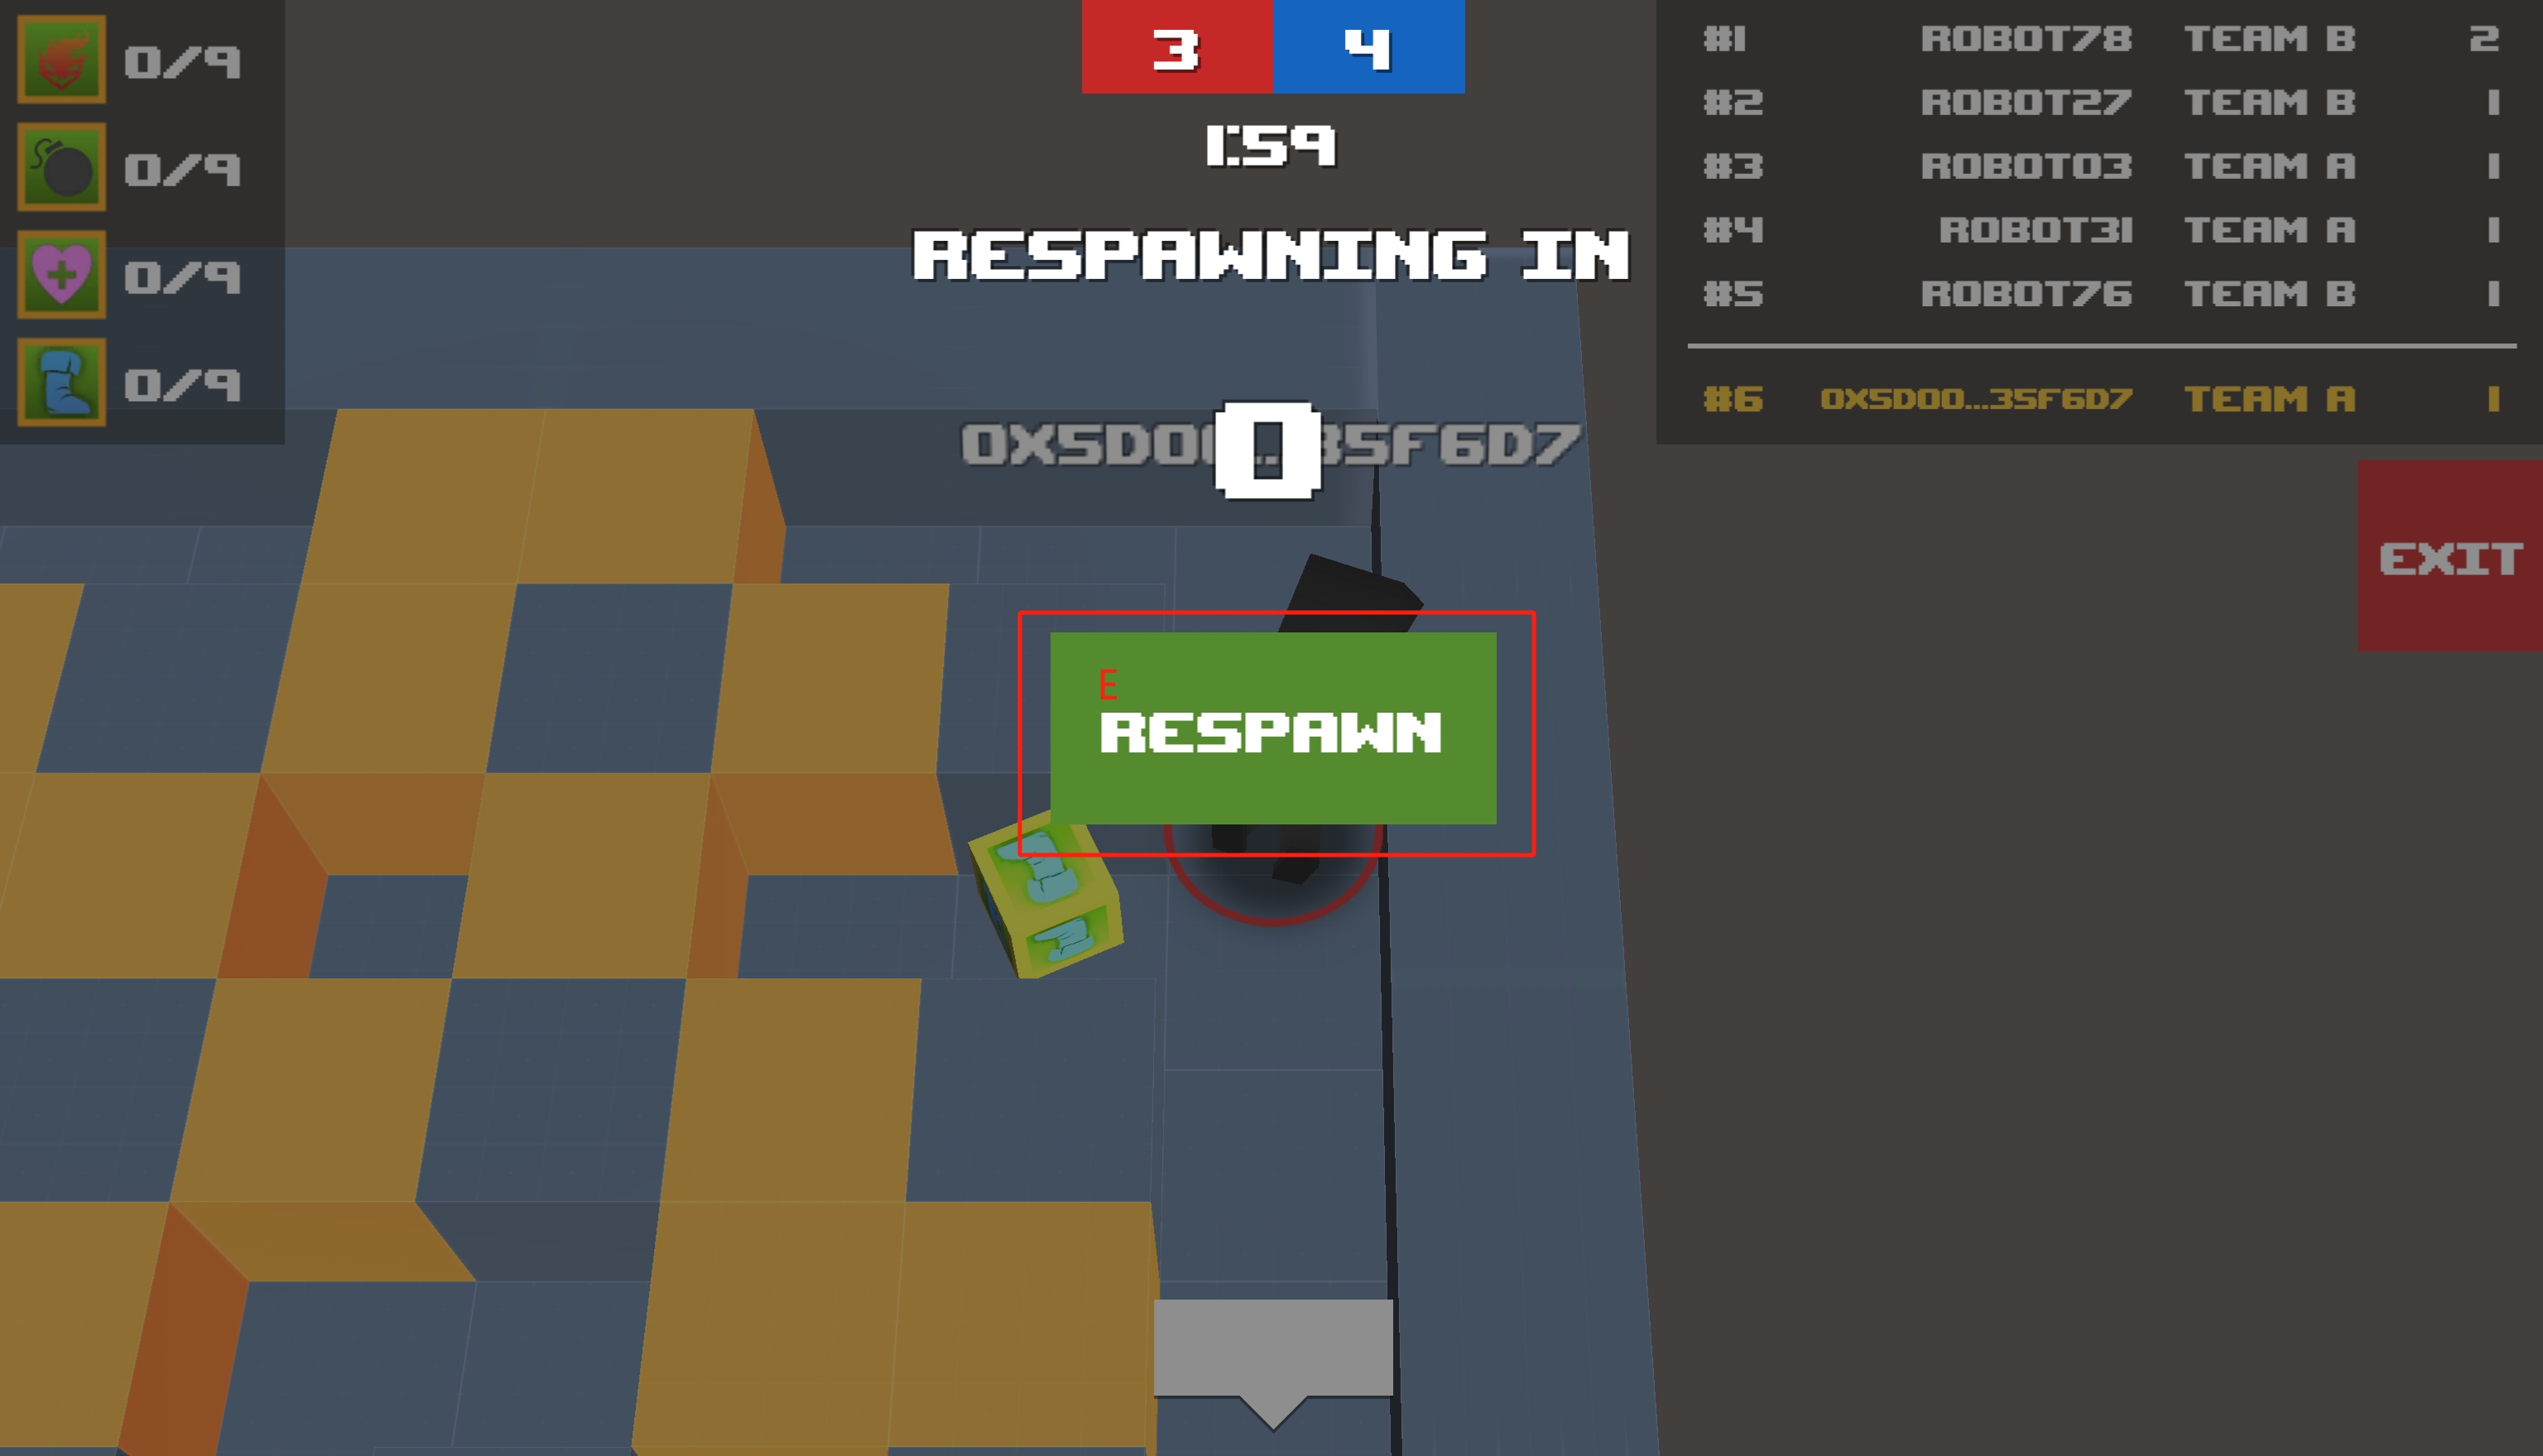 0/9
0/9
0/9
0/9
3 4
1:59
RESPAWNING IN
0
E
RESPAWN
#1 ROBOT78 TEAM B 2
#2 ROBOT27 TEAM B 1
#3 ROBOT03 TEAM A 1
#4 ROBOT31 TEAM A 1
#5 ROBOT76 TEAM B 1
#6 0X5D00...35F6D7 TEAM A 1
EXIT